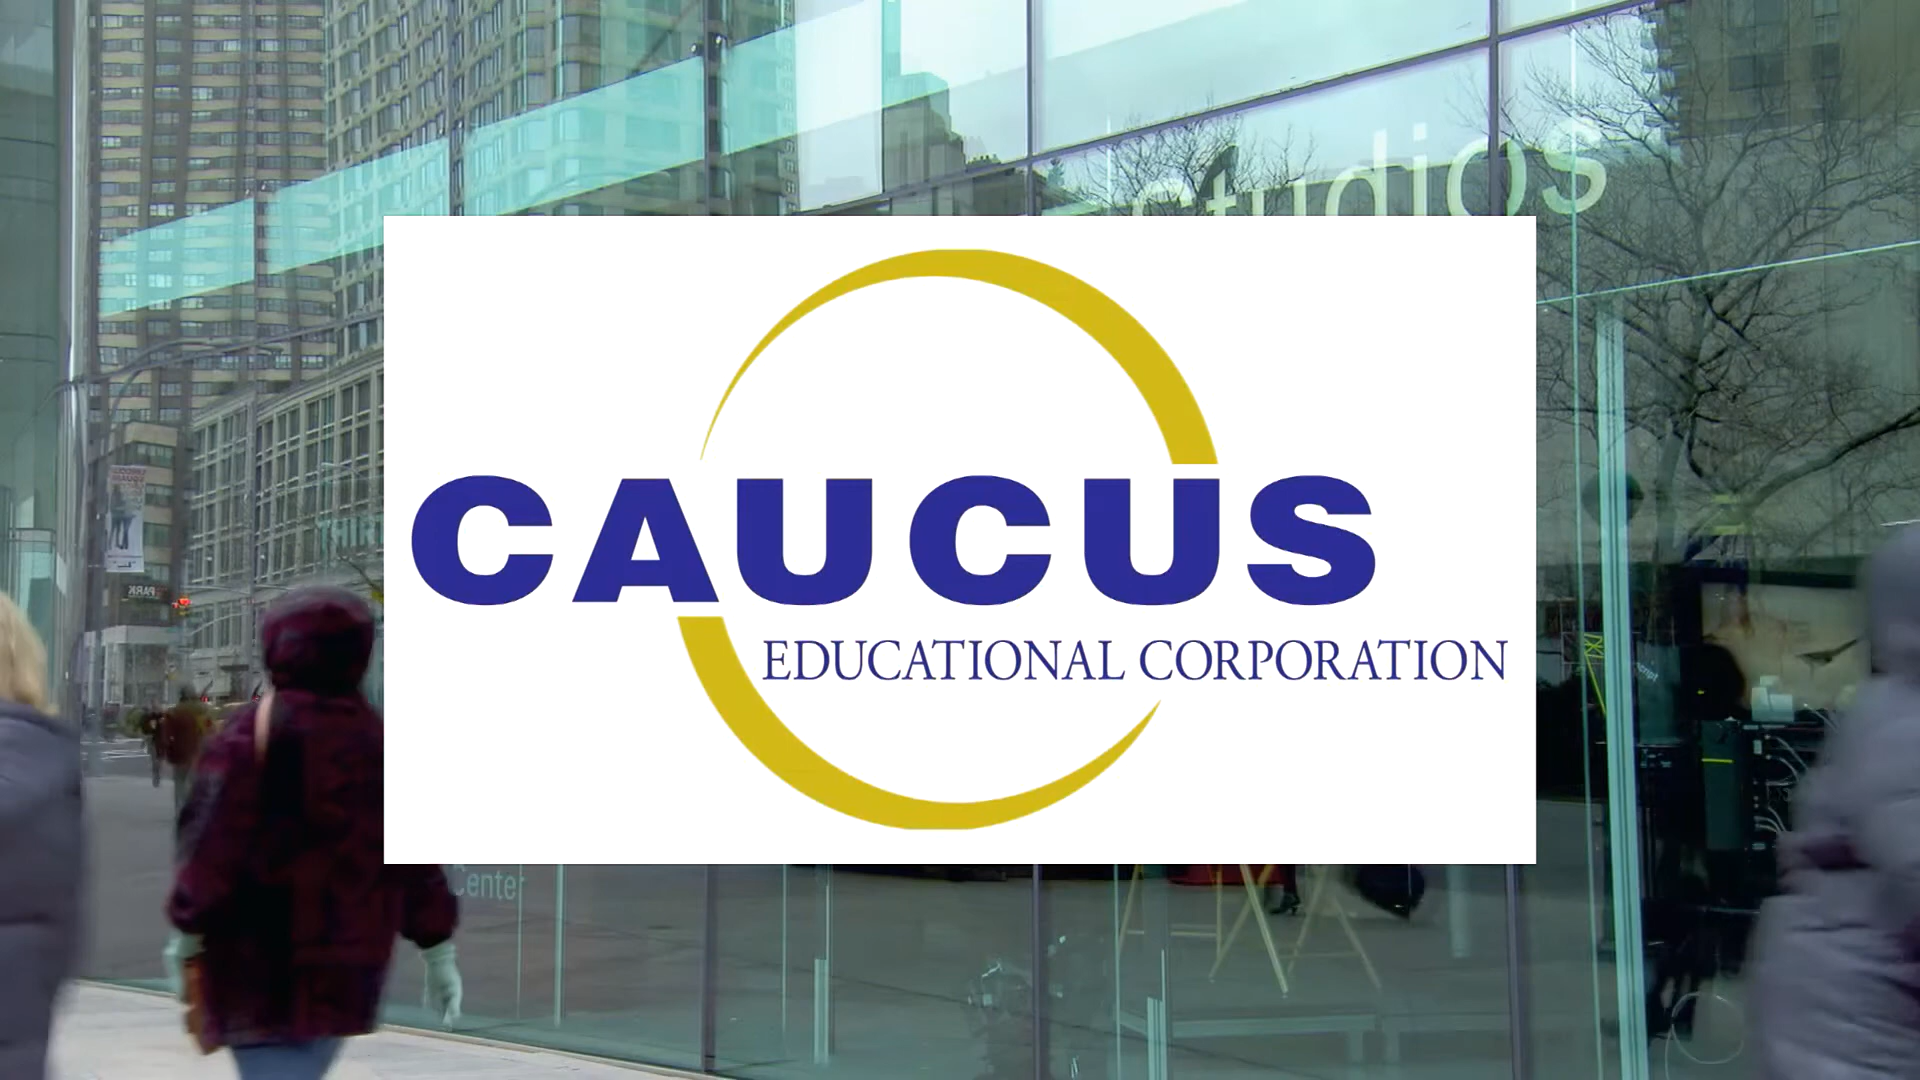 studios
CAUCUS
EDUCATIONAL CORPORATION
PARK
Center